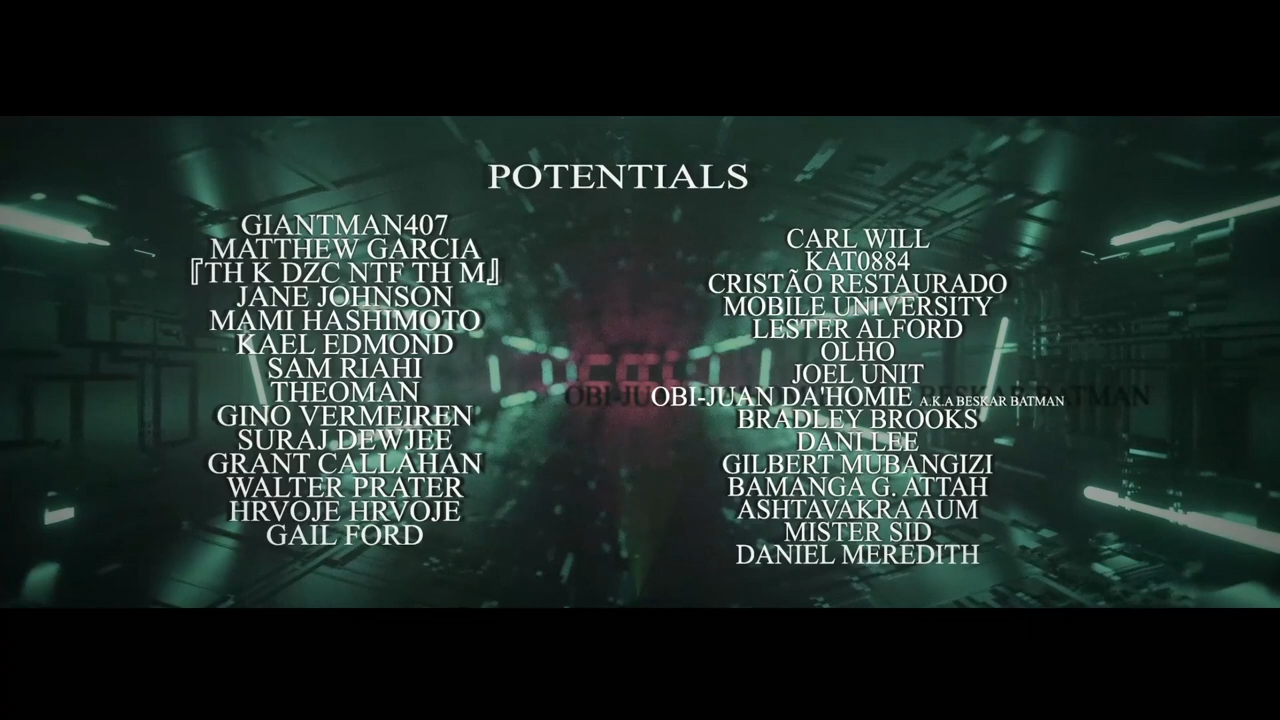 POTENTIALS
GIANTMAN407
MATTHEW GARCIA
『TH K DZC NTF TH M』
JANE JOHNSON
MAMI HASHIMOTO
KAEL EDMOND
SAM RIAHI
THEOMAN
GINO VERMEIREN
SURAJ DEWJEE
GRANT CALLAHAN
WALTER PRATER
HRVOJE HRVOJE
GAIL FORD
CARL WILL
KAT0884
CRISTÃO RESTAURADO
MOBILE UNIVERSITY
LESTER ALFORD
OLHO
JOEL UNIT
OBI-JUAN DA'HOMIE A.K.A BESKAR BATMAN
BRADLEY BROOKS
DANI LEE
GILBERT MUBANGIZI
BAMANGA G. ATTAH
ASHTAVAKRA AUM
MISTER SID
DANIEL MEREDITH